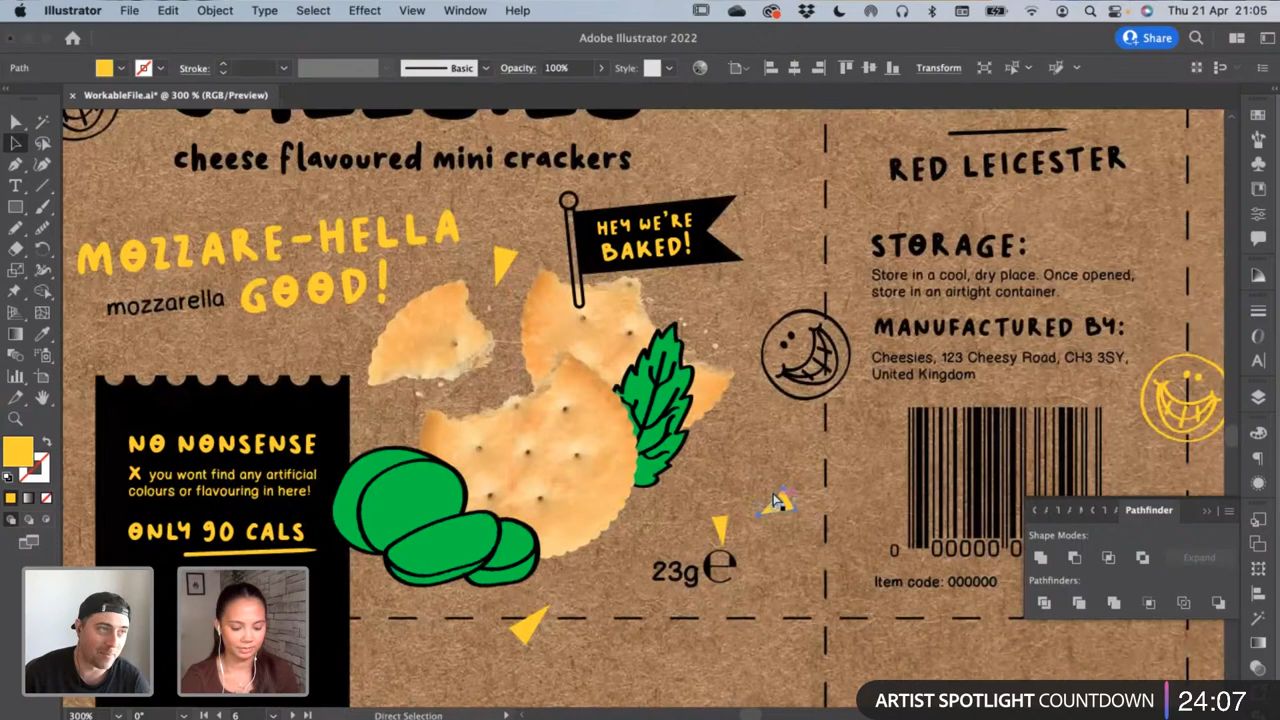 Illustrator File Edit Object Type Select Effect View Window Help
Thu 21 Apr 21:05
Adobe Illustrator 2022
Share
Path
Stroke:
Basic
Opacity: 100%
Style:
Transform
WorkableFile.ai* @ 300 % (RGB/Preview)
cheese flavoured mini crackers
MOZZARE-HELLA
GOOD!
mozzarella
HEY WE'RE
BAKED!
NO NONSENSE
X you wont find any artificial
colours or flavouring in here!
ONLY 90 CALS
23g℮
RED LEICESTER
STORAGE:
Store in a cool, dry place. Once opened,
store in an airtight container.
MANUFACTURED BY:
Cheesies, 123 Cheesy Road, CH3 3SY,
United Kingdom
0 00000 0
Item code: 000000
Pathfinder
Shape Modes:
Expand
Pathfinders:
300%
0°
6
Direct Selection
ARTIST SPOTLIGHT COUNTDOWN 24:07